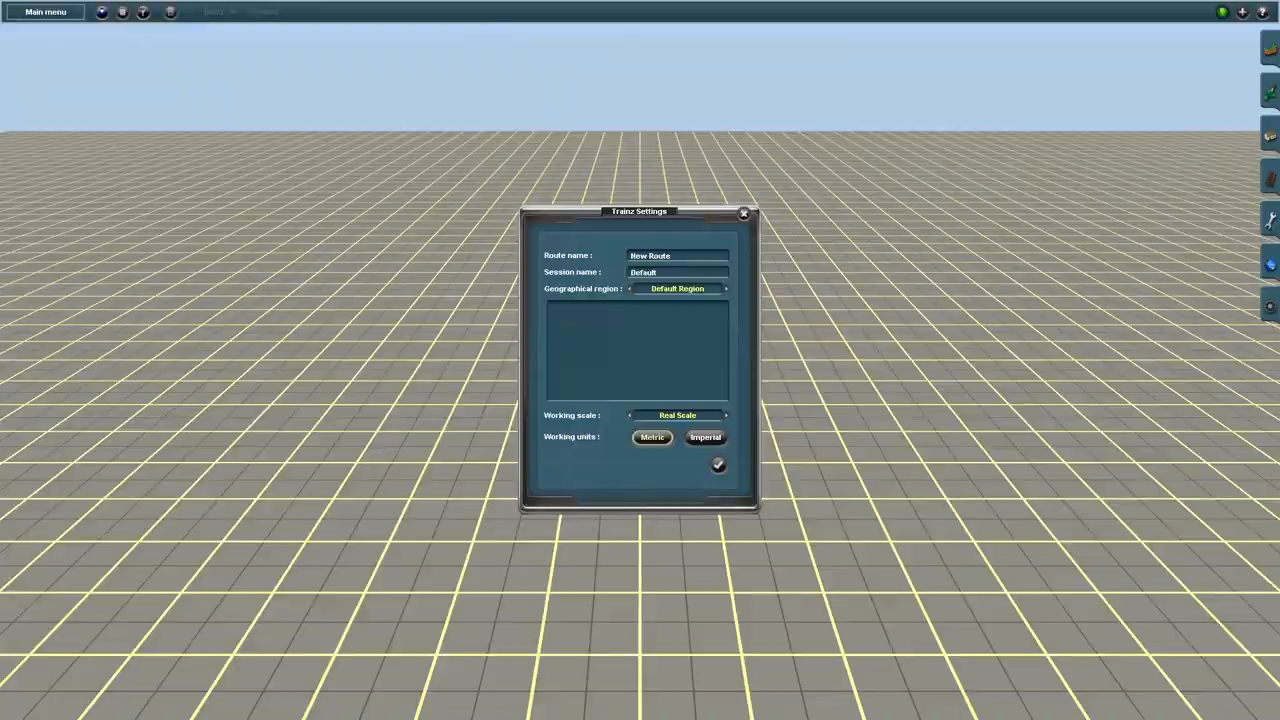 Main menu
Trainz Settings
Route name : New Route
Session name : Default
Geographical region : Default Region
Working scale : Real Scale
Working units : Metric Imperial